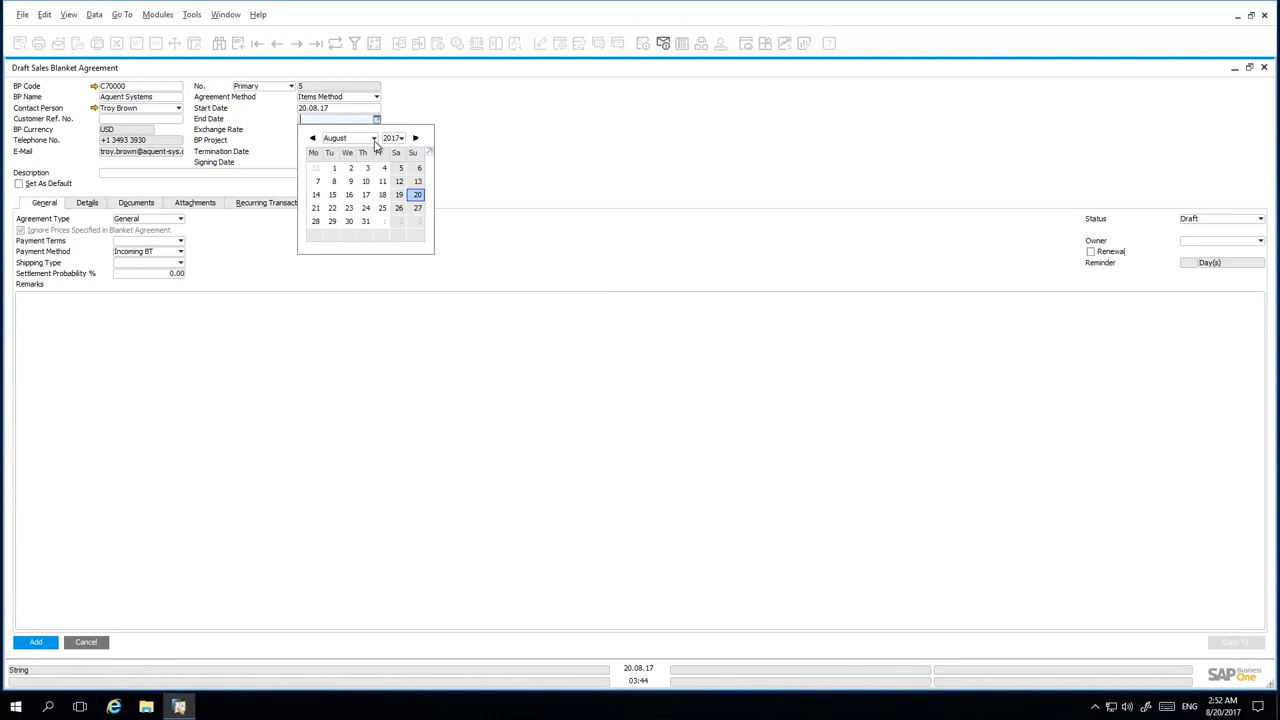 File Edit View Data Go To Modules Tools Window Help
Draft Sales Blanket Agreement
BP Code C70000 No. Primary 5
BP Name Aquent Systems Agreement Method Items Method
Contact Person Troy Brown Start Date 20.08.17
Customer Ref. No. End Date
BP Currency USD Exchange Rate
Telephone No. +1 3493 3930 BP Project
E-Mail troy.brown@aquent-sys. Termination Date
Signing Date
Description
Set As Default
August 2017
Mo Tu We Th Fr Sa Su
31 1 2 3 4 5 6
7 8 9 10 11 12 13
14 15 16 17 18 19 20
21 22 23 24 25 26 27
28 29 30 31 1 2 3
General Details Documents Attachments Recurring Transact
Agreement Type General Status Draft
Ignore Prices Specified in Blanket Agreement
Payment Terms Owner
Payment Method Incoming BT Renewal
Shipping Type Reminder Day(s)
Settlement Probability % 0.00
Remarks
Add Cancel Copy To
String 20.08.17
03:44
SAP Business One
ENG 2:52 AM
8/20/2017